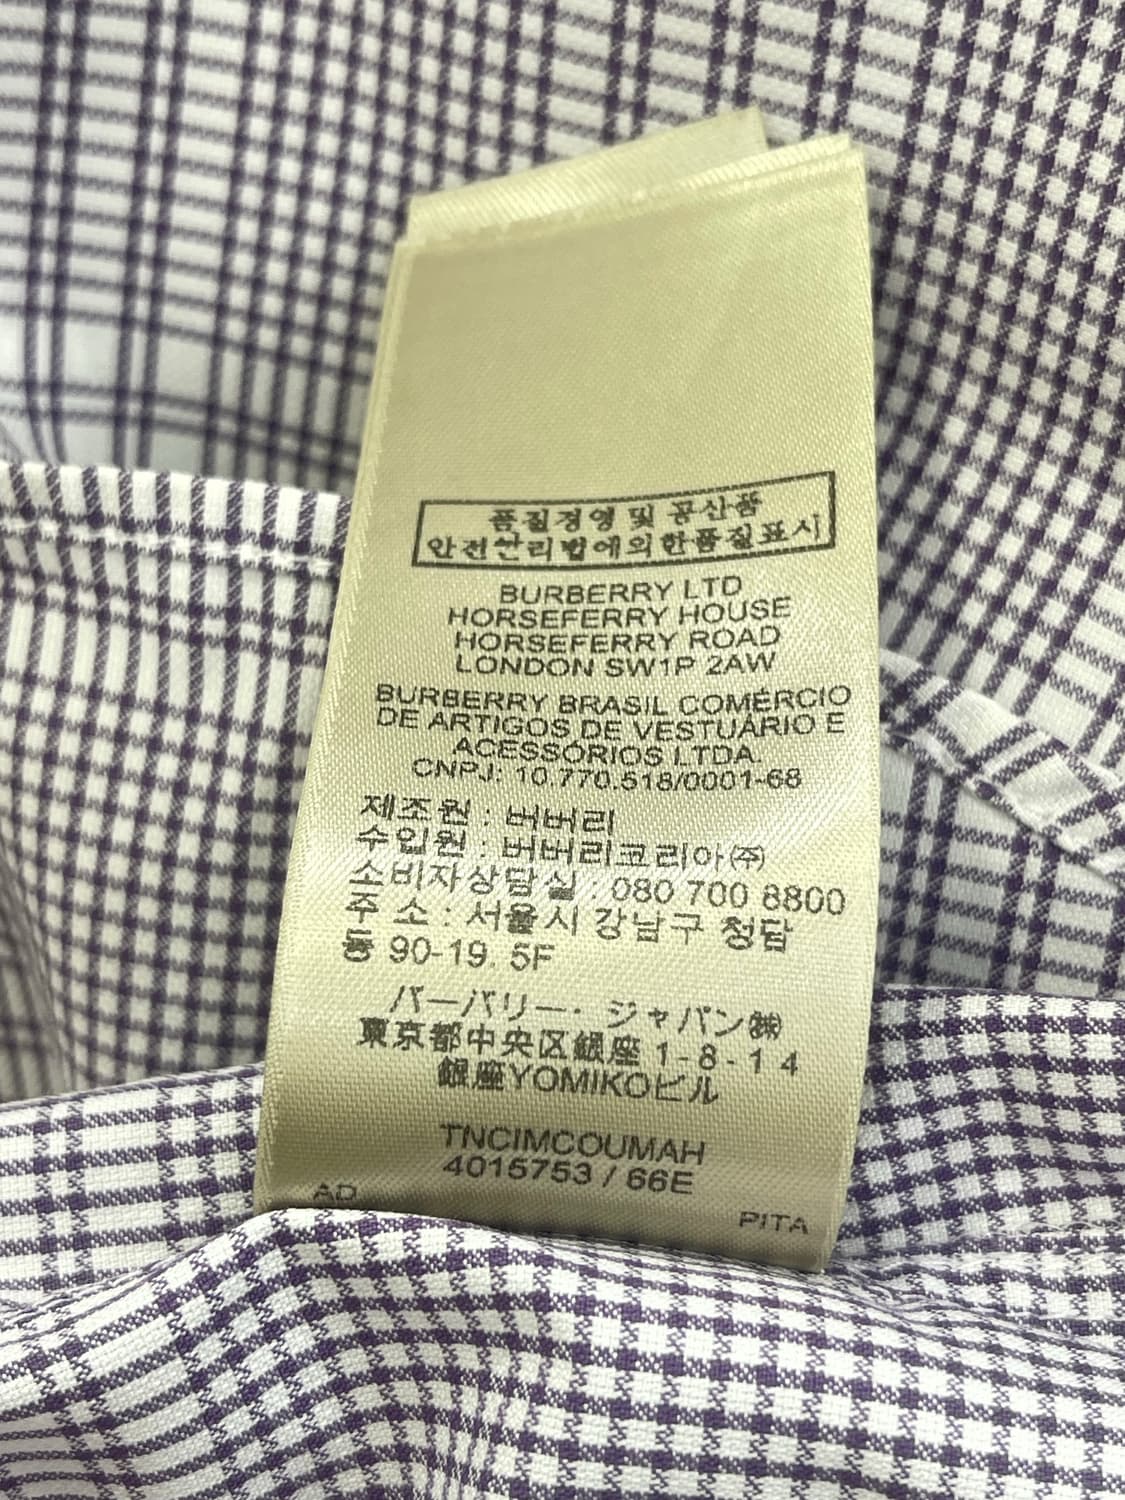 품질경영 및 공산품
안전관리법에의한품질표시
BURBERRY LTD
HORSEFERRY HOUSE
HORSEFERRY ROAD
LONDON SW1P 2AW
BURBERRY BRASIL COMÉRCIO
DE ARTIGOS DE VESTUÁRIO E
ACESSÓRIOS LTDA.
CNPJ: 10.770.518/0001-68
제조원 : 버버리
수입원 : 버버리코리아㈜
소비자상담실 : 080 700 8800
주 소 : 서울시 강남구 청담
동 90-19. 5F
バーバリー・ジャパン㈱
東京都中央区銀座 1-8-14
銀座YOMIKOビル
TNCIMCOUMAH
4015753 / 66E
AD
PITA